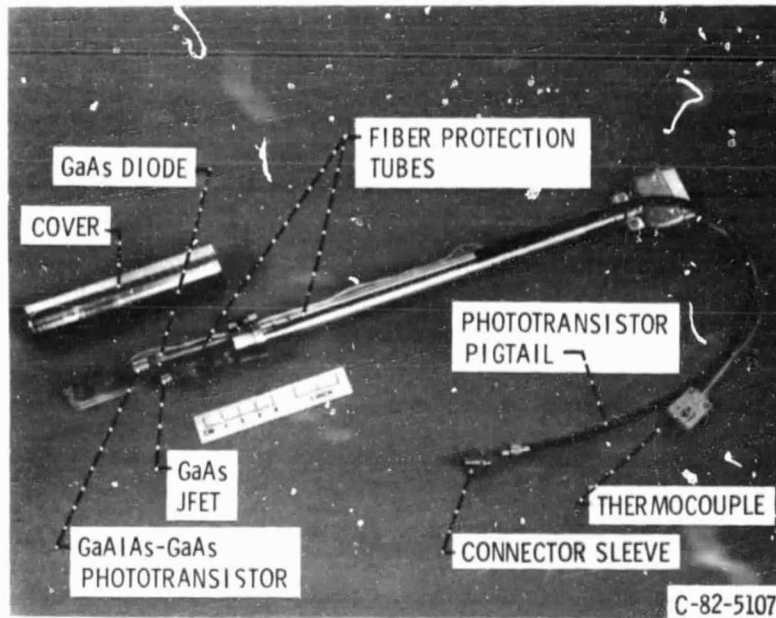 FIBER PROTECTION
TUBES
GaAs DIODE
COVER
PHOTOTRANSISTOR
PIGTAIL
GaAs
JFET
THERMOCOUPLE
GaAlAs-GaAs
PHOTOTRANSISTOR
CONNECTOR SLEEVE
C-82-5107